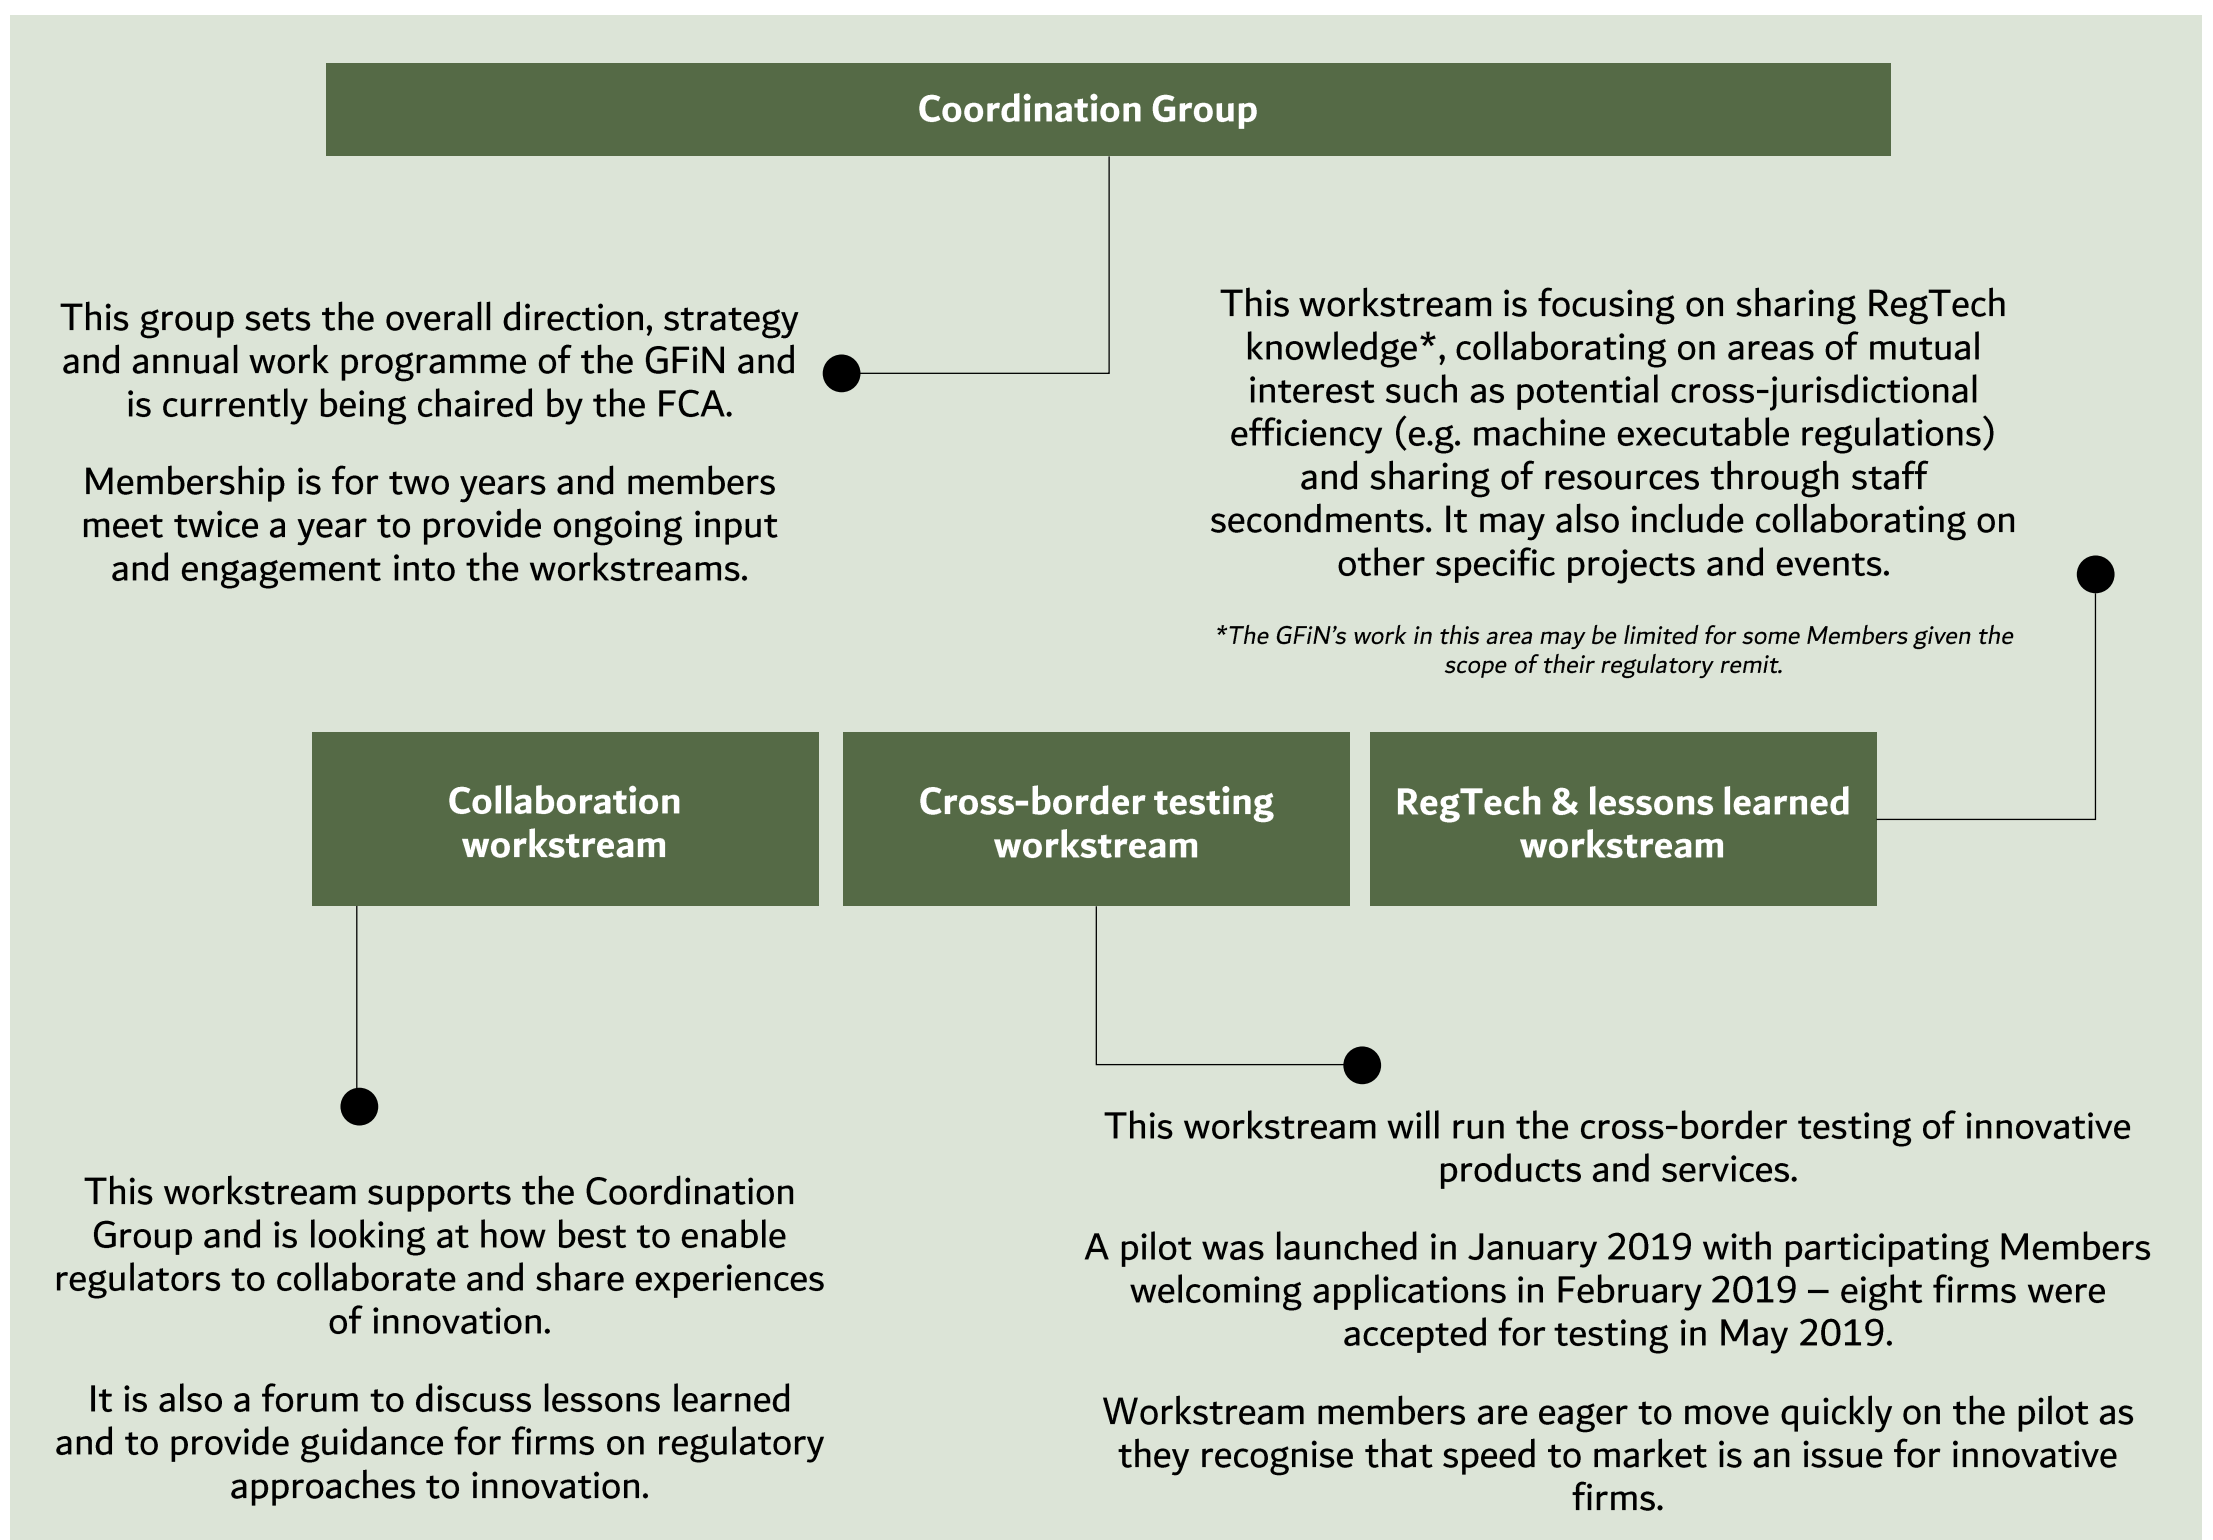 Coordination Group
This group sets the overall direction, strategy
and annual work programme of the GFiN and
is currently being chaired by the FCA.
Membership is for two years and members
meet twice a year to provide ongoing input
and engagement into the workstreams.
This workstream is focusing on sharing RegTech
knowledge*, collaborating on areas of mutual
interest such as potential cross-jurisdictional
efficiency (e.g. machine executable regulations)
and sharing of resources through staff
secondments. It may also include collaborating on
other specific projects and events.
*The GFiN’s work in this area may be limited for some Members given the
scope of their regulatory remit.
Collaboration
workstream
Cross-border testing
workstream
RegTech & lessons learned
workstream
This workstream supports the Coordination
Group and is looking at how best to enable
regulators to collaborate and share experiences
of innovation.
It is also a forum to discuss lessons learned
and to provide guidance for firms on regulatory
approaches to innovation.
This workstream will run the cross-border testing of innovative
products and services.
A pilot was launched in January 2019 with participating Members
welcoming applications in February 2019 – eight firms were
accepted for testing in May 2019.
Workstream members are eager to move quickly on the pilot as
they recognise that speed to market is an issue for innovative
firms.